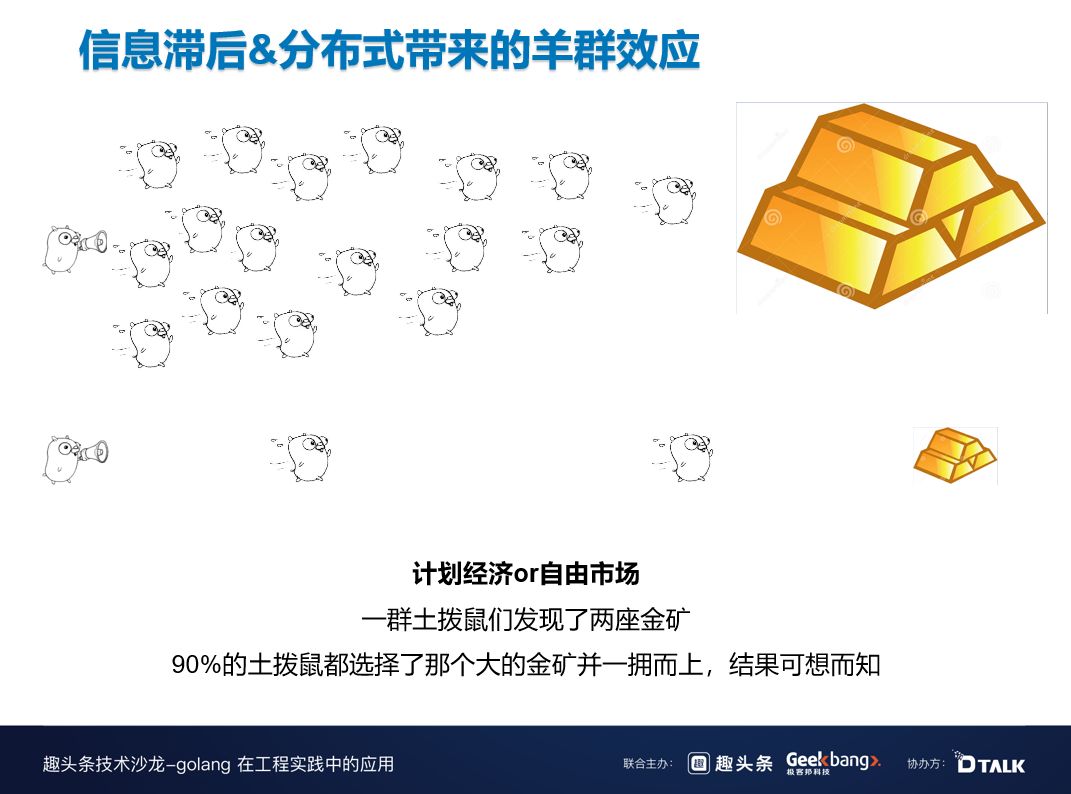 信息滞后&分布式带来的羊群效应
计划经济or自由市场
一群土拨鼠们发现了两座金矿
90%的土拨鼠都选择了那个大的金矿并一拥而上，结果可想而知
趣头条技术沙龙-golang 在工程实践中的应用
联合主办：
趣
趣头条
Geekbang>.
极客邦科技
协办方：
DTALK